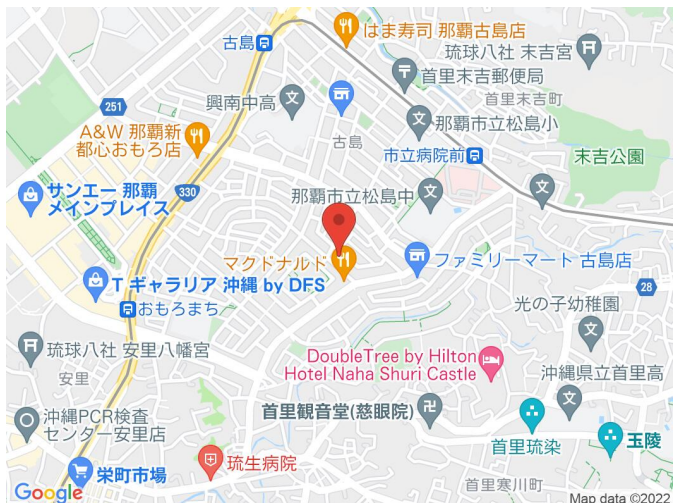 はま寿司 那覇古島店
古島
琉球八社 末吉宮
首里末吉郵便局
251
興南中高
首里末吉町
A&W 那覇新
都心おもろ店
古島
那覇市立松島小
市立病院前
末吉公園
サンエー 那覇
メインプレイス
330
那覇市立松島中
マクドナルド
ファミリーマート 古島店
T ギャラリア 沖縄 by DFS
28
おもろまち
光の子幼稚園
琉球八社 安里八幡宮
DoubleTree by Hilton
Hotel Naha Shuri Castle
安里
沖縄県立首里高
沖縄PCR検査
センター安里店
首里観音堂(慈眼院)
首里琉染
玉陵
栄町市場
琉生病院
首里寒川町
Google
Map data ©2022